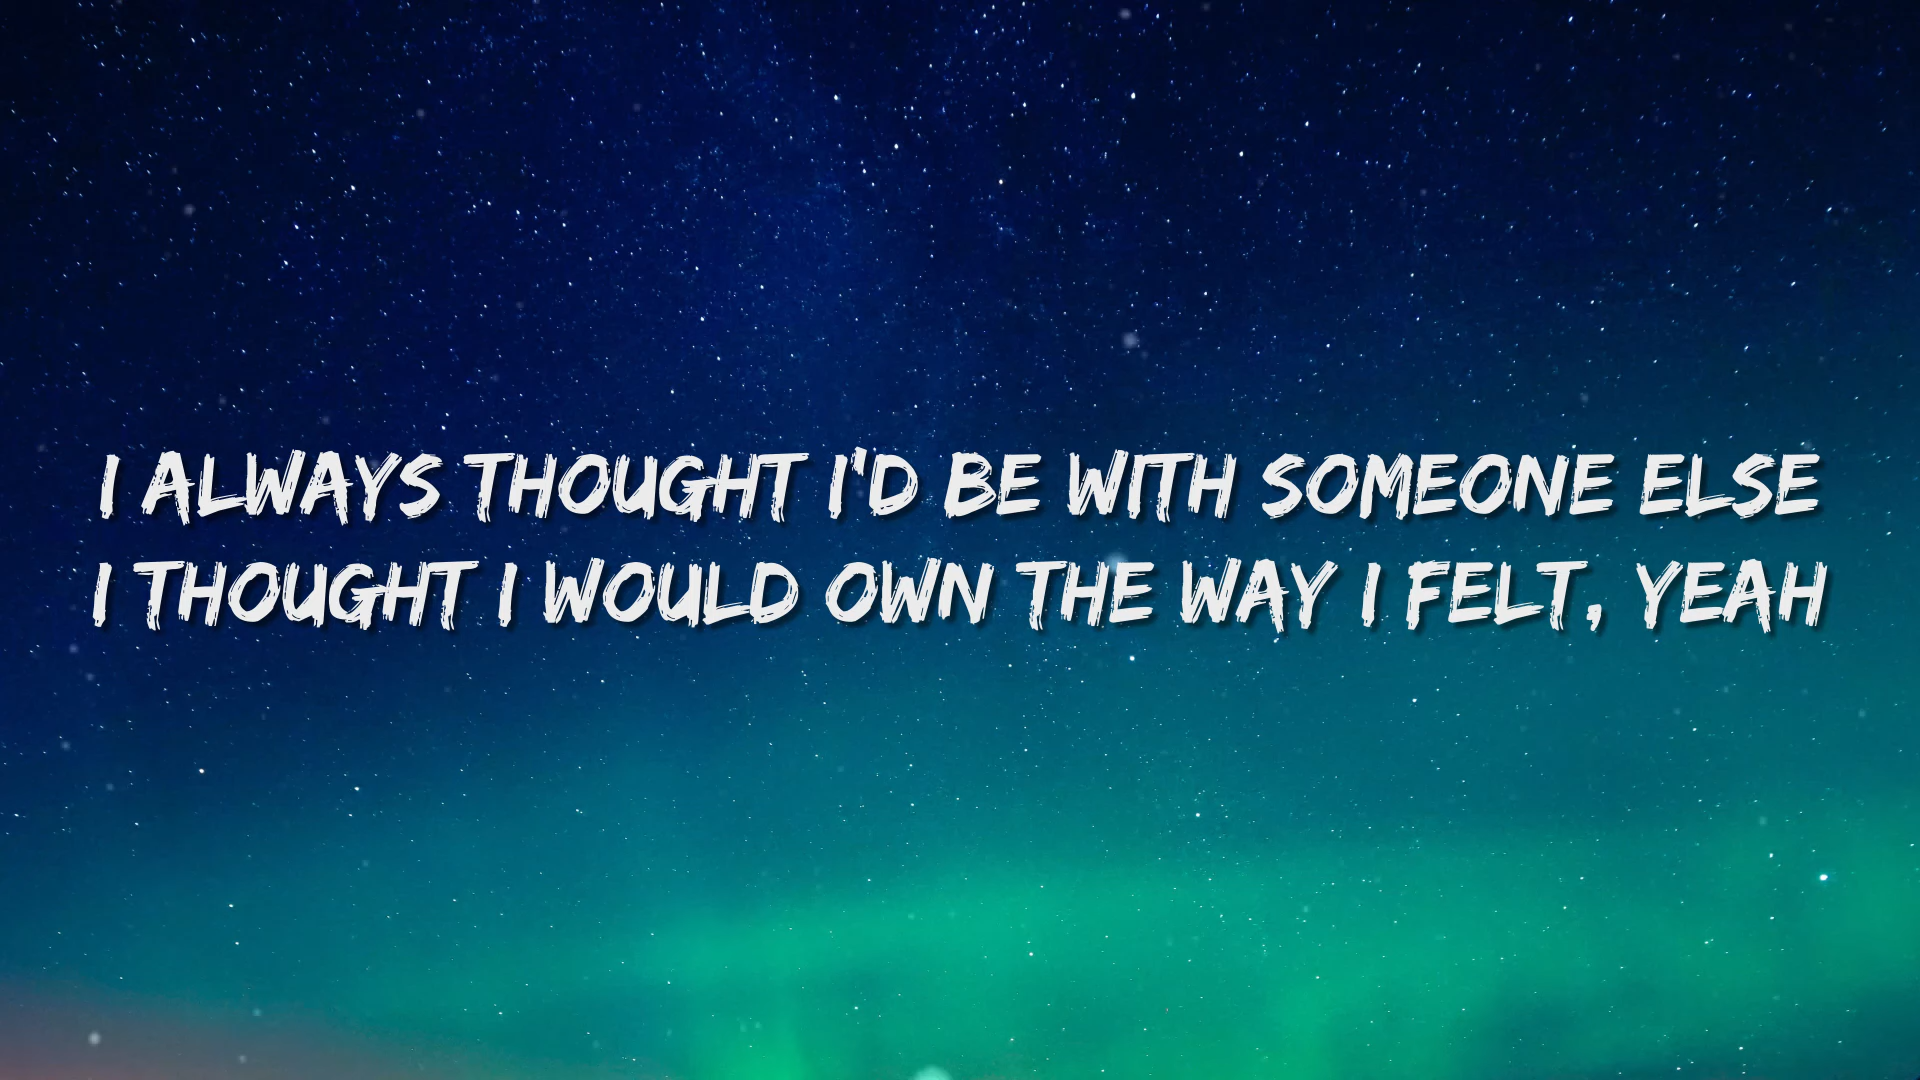 I ALWAYS THOUGHT I'D BE WITH SOMEONE ELSE
I THOUGHT I WOULD OWN THE WAY I FELT, YEAH